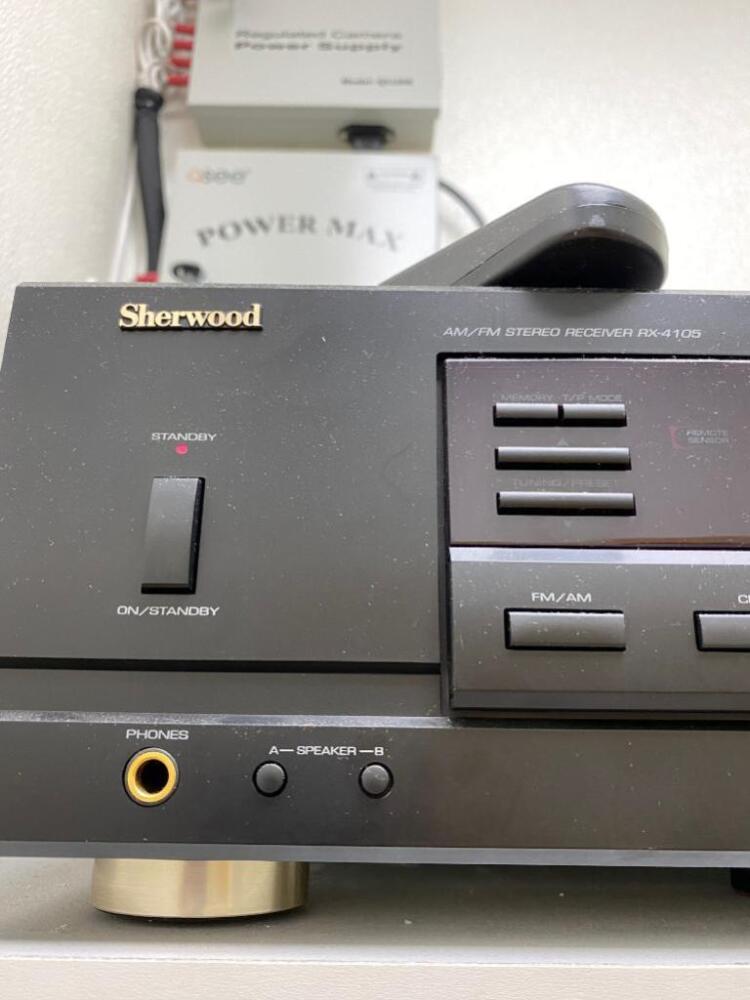 Regulated Camera
Power Supply
Qsee
POWER MAX
Sherwood
AM/FM STEREO RECEIVER RX-4105
MEMORY T/P MODE
REMOTE
SENSOR
STANDBY
TUNING/PRESET
ON/STANDBY
FM/AM
PHONES
A—SPEAKER—B